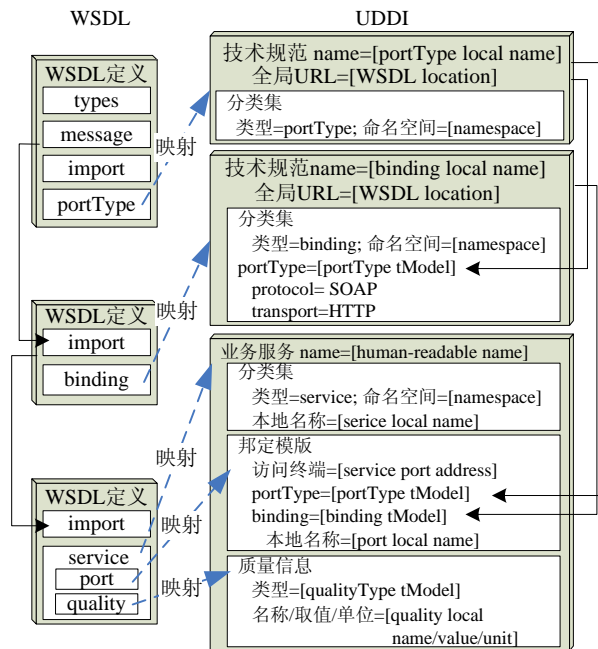 WSDL
UDDI
WSDL定义
types
message
import
portType
WSDL定义
import
binding
WSDL定义
import
service
port
quality
映射
映射
映射
映射
映射
技术规范 name=[portType local name]
全局URL=[WSDL location]
分类集
类型=portType; 命名空间=[namespace]
技术规范name=[binding local name]
全局URL=[WSDL location]
分类集
类型=binding; 命名空间=[namespace]
portType=[portType tModel]
protocol= SOAP
transport=HTTP
业务服务 name=[human-readable name]
分类集
类型=service; 命名空间=[namespace]
本地名称=[serice local name]
邦定模版
访问终端=[service port address]
portType=[portType tModel]
binding=[binding tModel]
本地名称=[port local name]
质量信息
类型=[qualityType tModel]
名称/取值/单位=[quality local
name/value/unit]